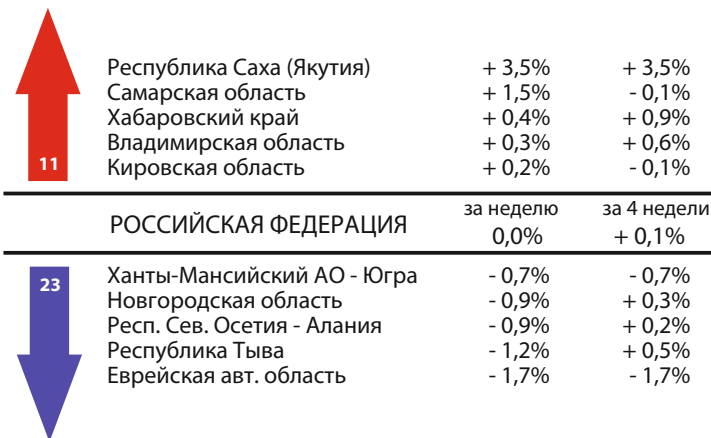 Республика Саха (Якутия) + 3,5% + 3,5%
Самарская область + 1,5% - 0,1%
Хабаровский край + 0,4% + 0,9%
Владимирская область + 0,3% + 0,6%
11 Кировская область + 0,2% - 0,1%
за неделю за 4 недели
РОССИЙСКАЯ ФЕДЕРАЦИЯ 0,0% + 0,1%
23 Ханты-Мансийский АО - Югра - 0,7% - 0,7%
Новгородская область - 0,9% + 0,3%
Респ. Сев. Осетия - Алания - 0,9% + 0,2%
Республика Тыва - 1,2% + 0,5%
Еврейская авт. область - 1,7% - 1,7%